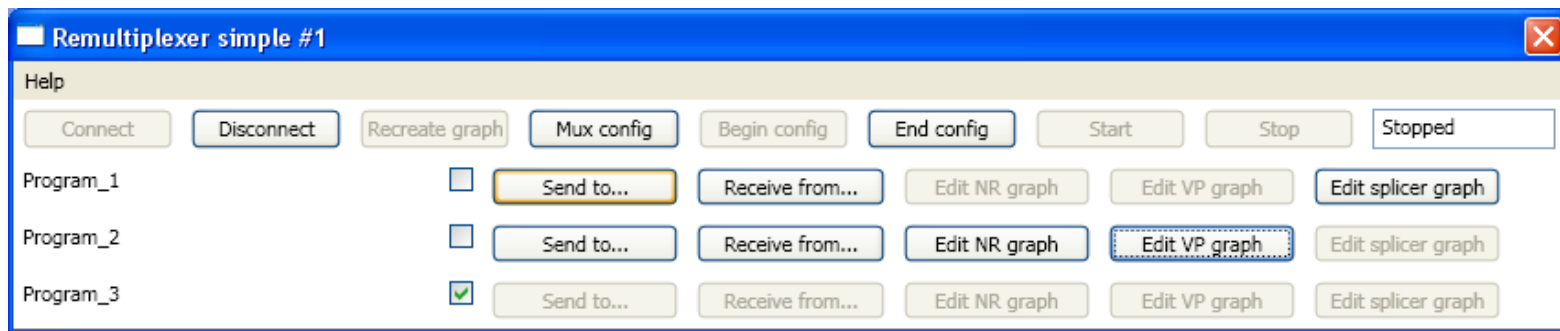 Remultiplexer simple #1
Help
Connect Disconnect Recreate graph Mux config Begin config End config Start Stop Stopped
Program_1 Send to... Receive from... Edit NR graph Edit VP graph Edit splicer graph
Program_2 Send to... Receive from... Edit NR graph Edit VP graph Edit splicer graph
Program_3 Send to... Receive from... Edit NR graph Edit VP graph Edit splicer graph